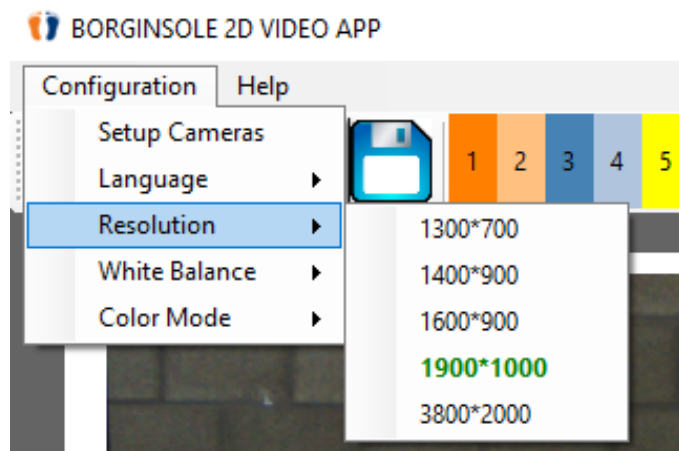 BORGINSOLE 2D VIDEO APP
Configuration Help
Setup Cameras
Language
Resolution
White Balance
Color Mode
1 2 3 4 5
1300*700
1400*900
1600*900
1900*1000
3800*2000